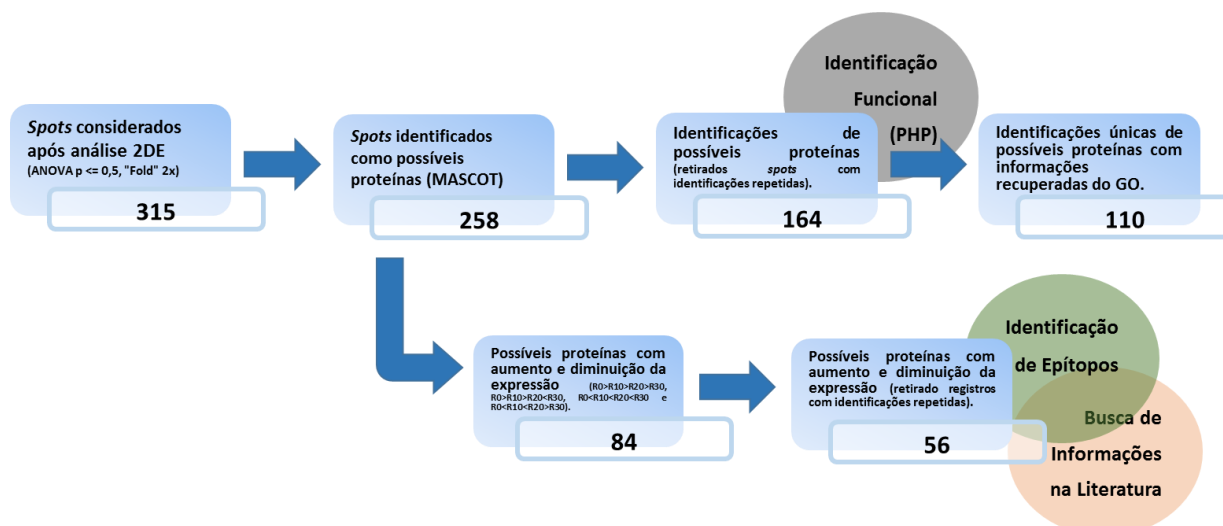 Spots considerados
após análise 2DE
(ANOVA p <= 0,5, "Fold" 2x)
315
Spots identificados
como possíveis
proteínas (MASCOT)
258
Identificações de
possíveis proteínas
(retirados spots com
identificações repetidas).
164
Identificação
Funcional
(PHP)
Identificações únicas de
possíveis proteínas com
informações
recuperadas do GO.
110
Possíveis proteínas com
aumento e diminuição da
expressão (R0>R10>R20>R30,
R0>R10>R20<R30, R0<R10<R20<R30 e
R0<R10<R20>R30).
84
Possíveis proteínas com
aumento e diminuição da
expressão (retirado registros
com identificações repetidas).
56
Identificação
de Epítopos
Busca de
Informações
na Literatura